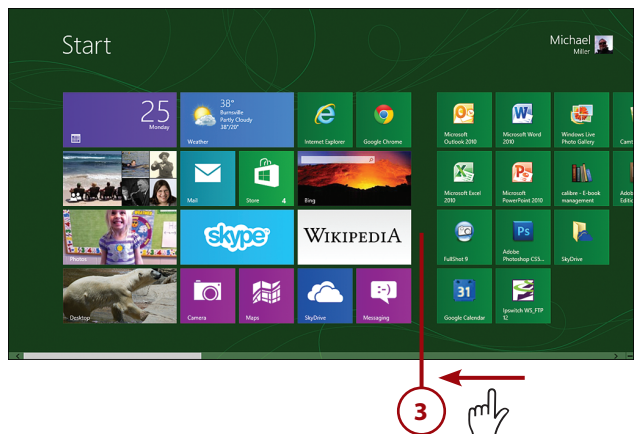 Start
Michael
Miller
25
Monday
38°
Burnsville
Partly Cloudy
38°/20°
Weather
Internet Explorer
Google Chrome
Microsoft
Outlook 2010
Microsoft Word
2010
Windows Live
Photo Gallery
Camt
Mail
Store
4
Bing
Microsoft Excel
2010
Microsoft
PowerPoint 2010
calibre - E-book
management
Adob
Editic
Photos
skype
WIKIPEDIA
FullShot 9
Ps
Adobe
Photoshop CS5...
SkyDrive
Desktop
Camera
Maps
SkyDrive
Messaging
31
Google Calendar
Ipswitch WS_FTP
12
3